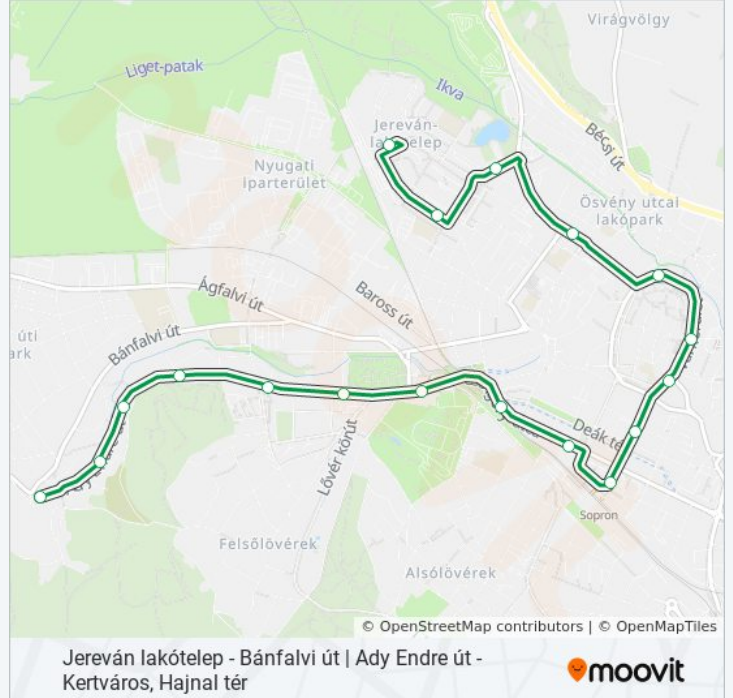 Virágvölgy
Liget-patak
Ikva
Bécsi út
Jereván-
Nyugati
Iparterület
Ösvény utcai
lakópark
Ágfalvi út
Baross út
úti
ark
Bánfalvi út
Deák tér
Lővér körút
Sopron
Felsőlövérek
Alsólövérek
© OpenStreetMap contributors | © OpenMapTiles
Jereván lakótelep - Bánfalvi út | Ady Endre út -
Kertváros, Hajnal tér
moovit